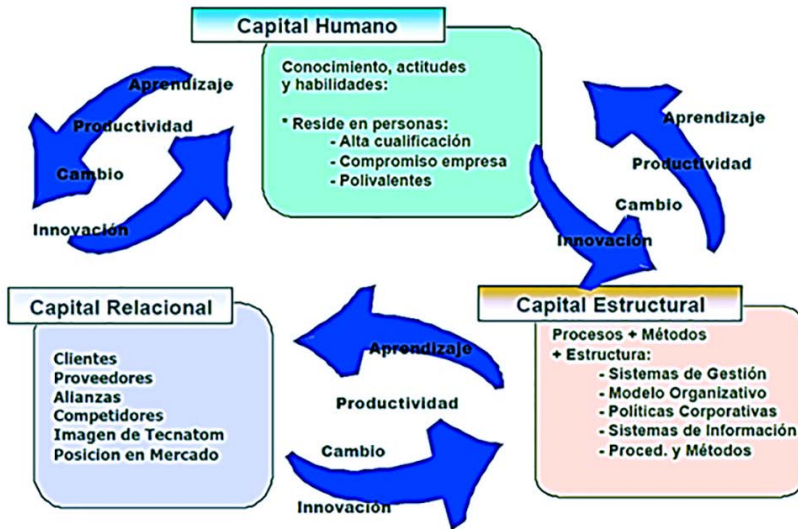 Capital Humano
Conocimiento, actitudes
y habilidades:
* Reside en personas:
- Alta cualificación
- Compromiso empresa
- Polivalentes
Aprendizaje
Productividad
Cambio
Innovación
Aprendizaje
Productividad
Cambio
Innovación
Capital Relacional
Clientes
Proveedores
Alianzas
Competidores
Imagen de Tecnatom
Posicion en Mercado
Aprendizaje
Productividad
Cambio
Innovación
Capital Estructural
Procesos + Métodos
+ Estructura:
- Sistemas de Gestión
- Modelo Organizativo
- Políticas Corporativas
- Sistemas de Información
- Proced. y Métodos